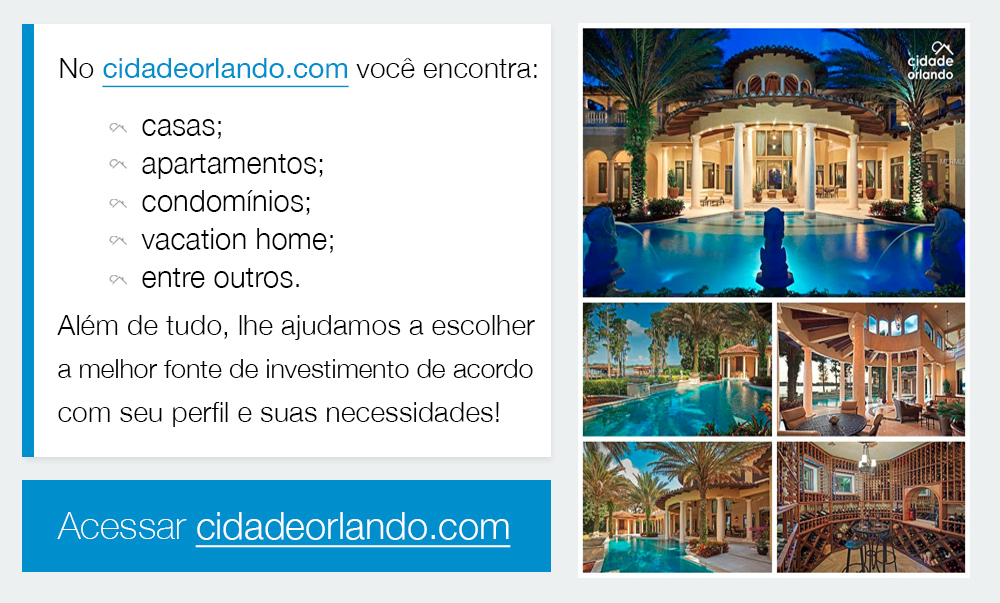 No cidadeorlando.com você encontra:
casas;
apartamentos;
condomínios;
vacation home;
entre outros.
Além de tudo, lhe ajudamos a escolher
a melhor fonte de investimento de acordo
com seu perfil e suas necessidades!
Acessar cidadeorlando.com
cidade
orlando